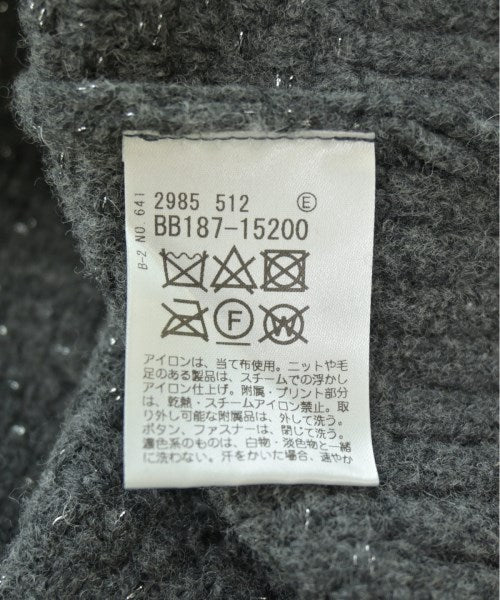 2985 512 Ⓔ
BB187-15200
B-2 NO 641
F
W
アイロンは、当て布使用。ニットや毛
足のある製品は、スチームでの浮かし
アイロン仕上げ。附属・プリント部分
は、乾熱・スチームアイロン禁止。取
り外し可能な附属品は、外して洗う。
ボタン、ファスナーは、閉じて洗う。
濃色系のものは、白物・淡色物と一緒
に洗わない。汗をかいた場合、速やか